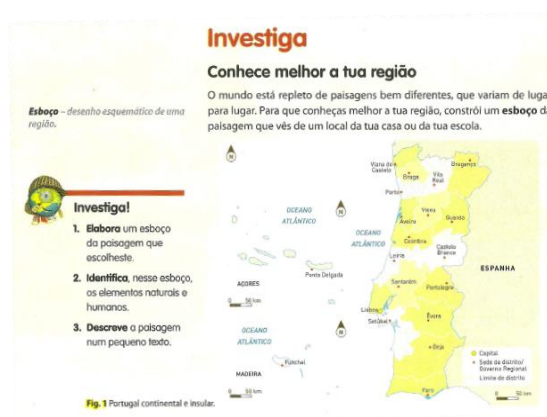 Investiga
Conhece melhor a tua região
O mundo está repleto de paisagens bem diferentes, que variam de luga
para lugar. Para que conheças melhor a tua região, constrói um esboço d
paisagem que vês de um local da tua casa ou da tua escola.
Esboço – desenho esquemático de uma
região.
Investiga!
1. Elabora um esboço
da paisagem que
escolheste.
2. Identifica, nesse esboço,
os elementos naturais e
humanos.
3. Descreve a paisagem
num pequeno texto.
N
OCEANO
ATLÂNTICO
Ponta Delgada
AÇORES
0 50 km
N
OCEANO
ATLÂNTICO
Funchal
MADEIRA
0 50 km
N
OCEANO
ATLÂNTICO
Viana do
Castelo
Braga
Bragança
Vila
Real
Porto
Viseu
Aveiro
Guarda
Coimbra
Castelo
Branco
Leiria
ESPANHA
Santarém
Portalegre
Lisboa
Setúbal
Évora
Beja
Faro
Capital
Sede de distrito/
Governo Regional
Limite de distrito
0 50 km
Fig. 1 Portugal continental e insular.